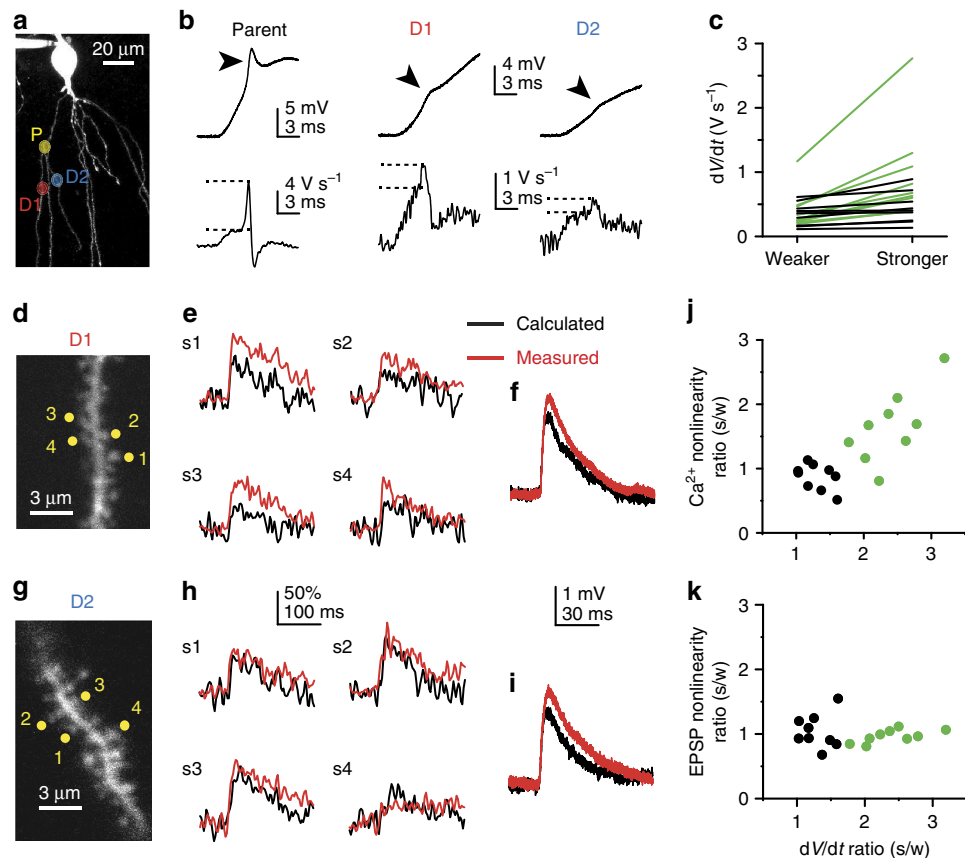 a
20 μm
P
D1
D2
b
Parent
D1
D2
5 mV
3 ms
4 mV
3 ms
4 V s⁻¹
3 ms
1 V s⁻¹
3 ms
c
dV/dt (V s⁻¹)
3
2
1
0
Weaker
Stronger
d
D1
3
4
2
1
3 μm
e
Calculated
Measured
s1
s2
s3
s4
f
g
D2
3
2
4
1
3 μm
h
50%
100 ms
s1
s2
s3
s4
1 mV
30 ms
i
j
Ca²⁺ nonlinearity
ratio (s/w)
3
2
1
0
1
2
3
k
EPSP nonlinearity
ratio (s/w)
3
2
1
0
1
2
3
dV/dt ratio (s/w)